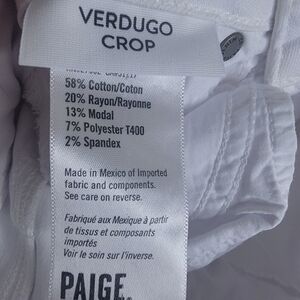 VERDUGO
CROP
58% Cotton/Coton
20% Rayon/Rayonne
13% Modal
7% Polyester T400
2% Spandex
Made in Mexico of Imported
fabric and components.
See care on reverse.
Fabriqué aux Mexique à partir
de tissus et composants
importés
Voir le soin sur l'inverse.
PAIGE